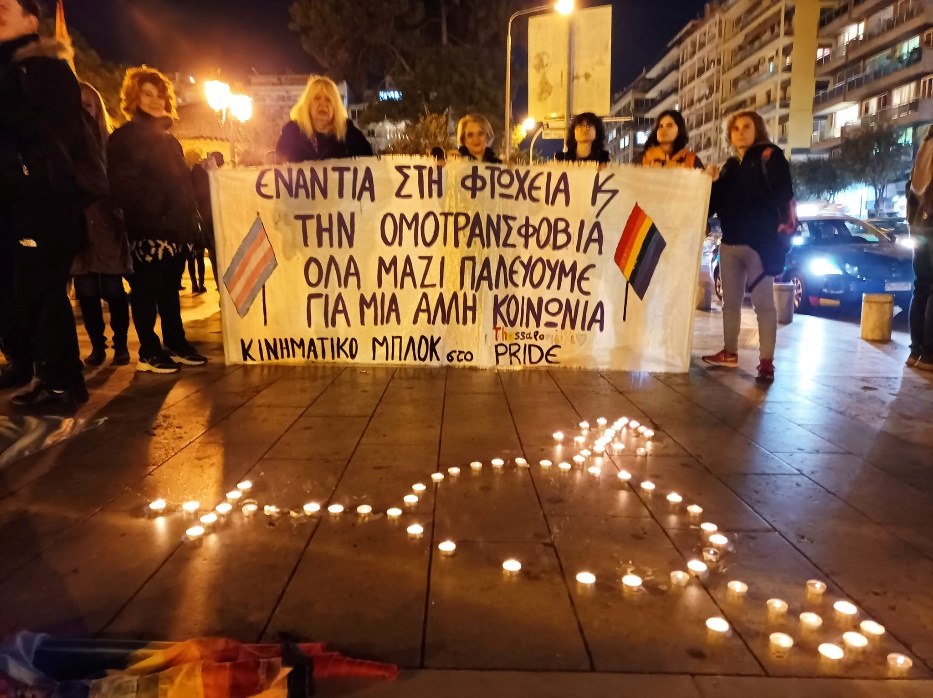 ΕΝΑΝΤΙΑ ΣΤΗ ΦΤΩΧΕΙΑ Κ
ΤΗΝ ΟΜΟΤΡΑΝΣΦΟΒΙΑ
ΟΛΑ ΜΑΖΙ ΠΑΛΕΥΟΥΜΕ
ΓΙΑ ΜΙΑ ΑΛΛΗ ΚΟΙΝΩΝΙΑ
ΚΙΝΗΜΑΤΙΚΟ ΜΠΛΟΚ στο Thessaloniki PRIDE